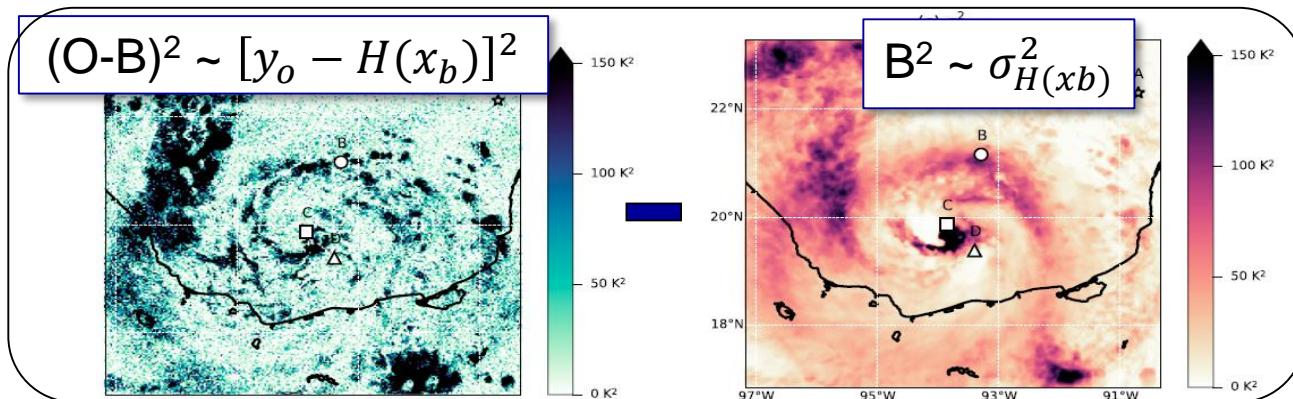 (O-B)² ~ [y_o − H(x_b)]²
B² ~ σ²_{H(xb)}
150 K²
100 K²
50 K²
0 K²
B
C
D
22°N
20°N
18°N
97°W
95°W
93°W
91°W
A
B
C
D
150 K²
100 K²
50 K²
0 K²